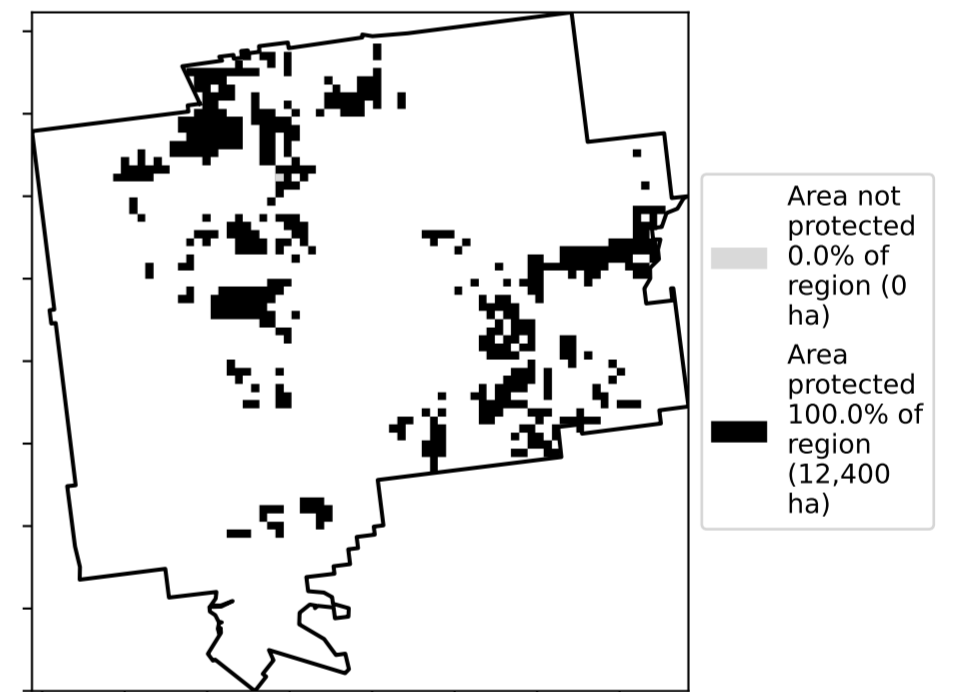 Area not
protected
0.0% of
region (0
ha)
Area
protected
100.0% of
region
(12,400
ha)